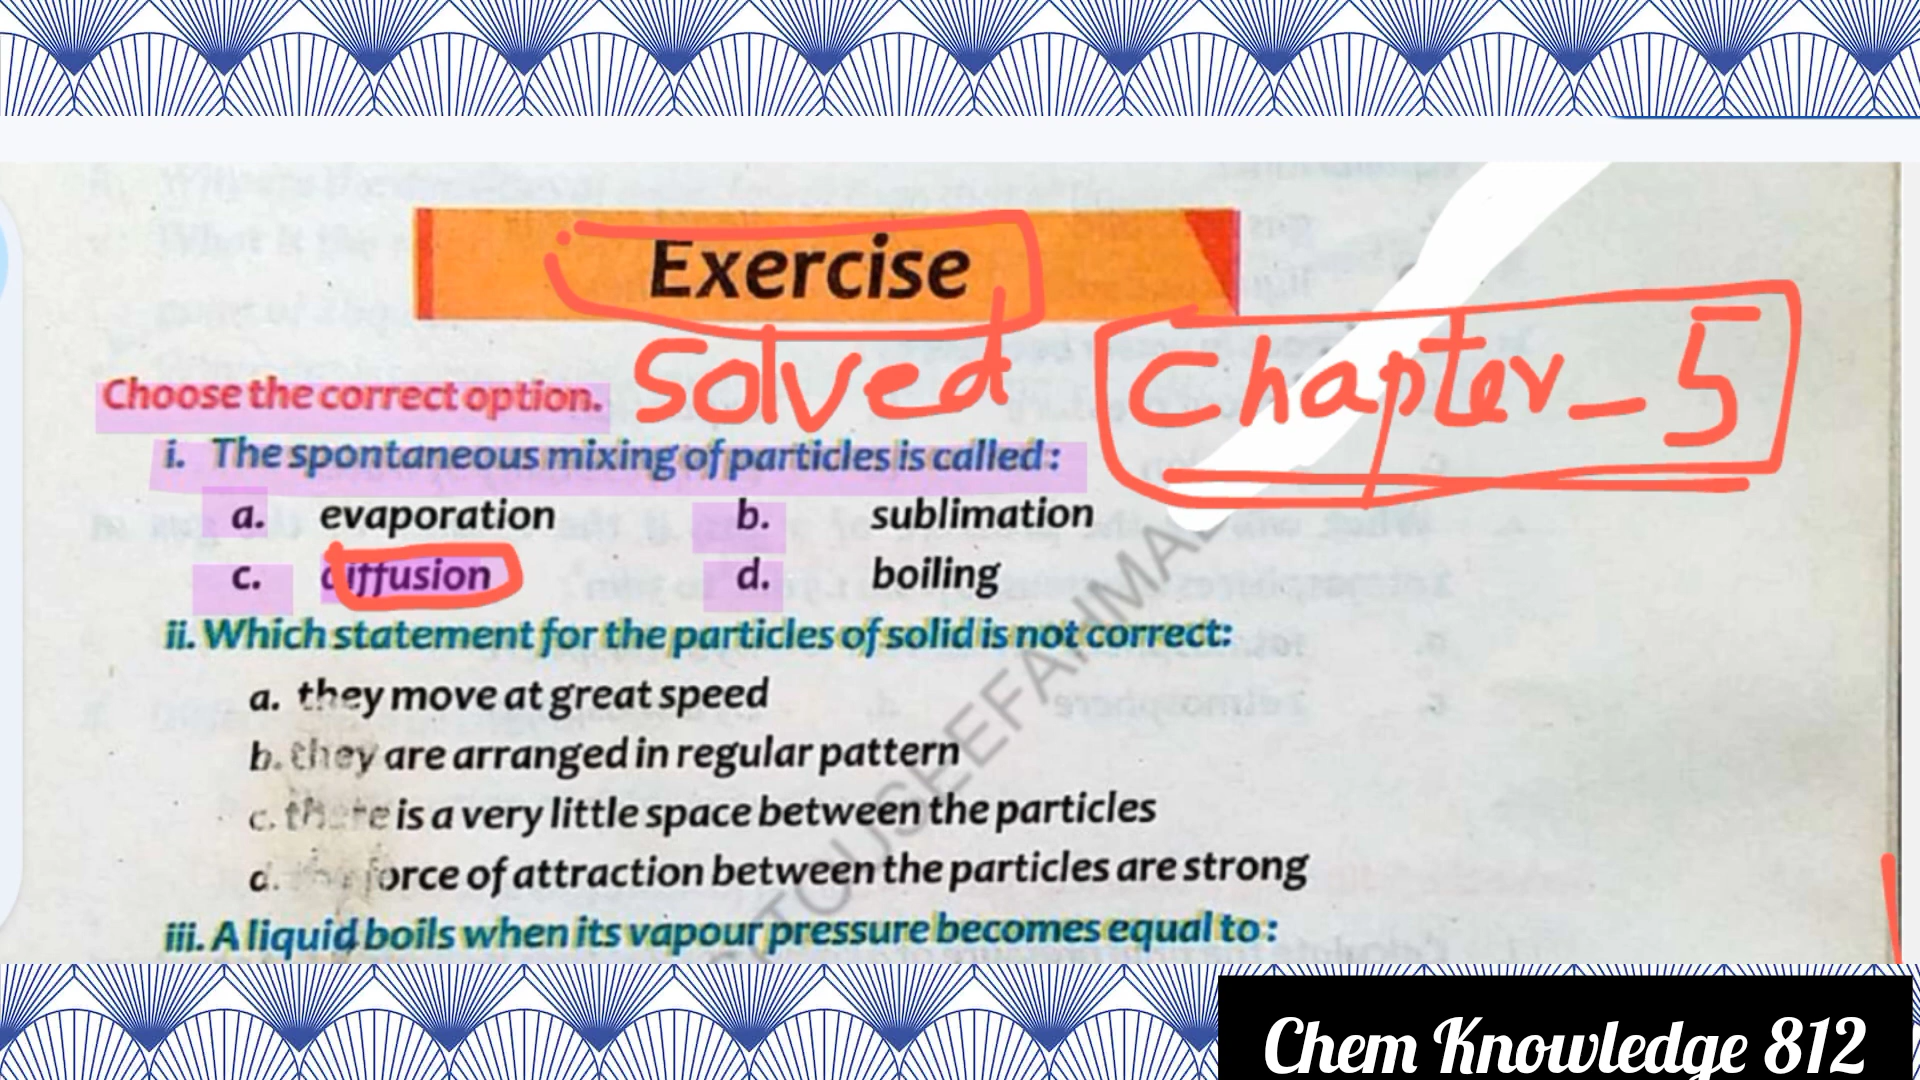 Exercise
Solved Chapter - 5
Choose the correct option.
i. The spontaneous mixing of particles is called:
a. evaporation b. sublimation
c. diffusion d. boiling
ii. Which statement for the particles of solid is not correct:
a. they move at great speed
b. they are arranged in regular pattern
c. there is a very little space between the particles
d. the force of attraction between the particles are strong
iii. A liquid boils when its vapour pressure becomes equal to:
TOUSEEFAHMAD
Chem Knowledge 812